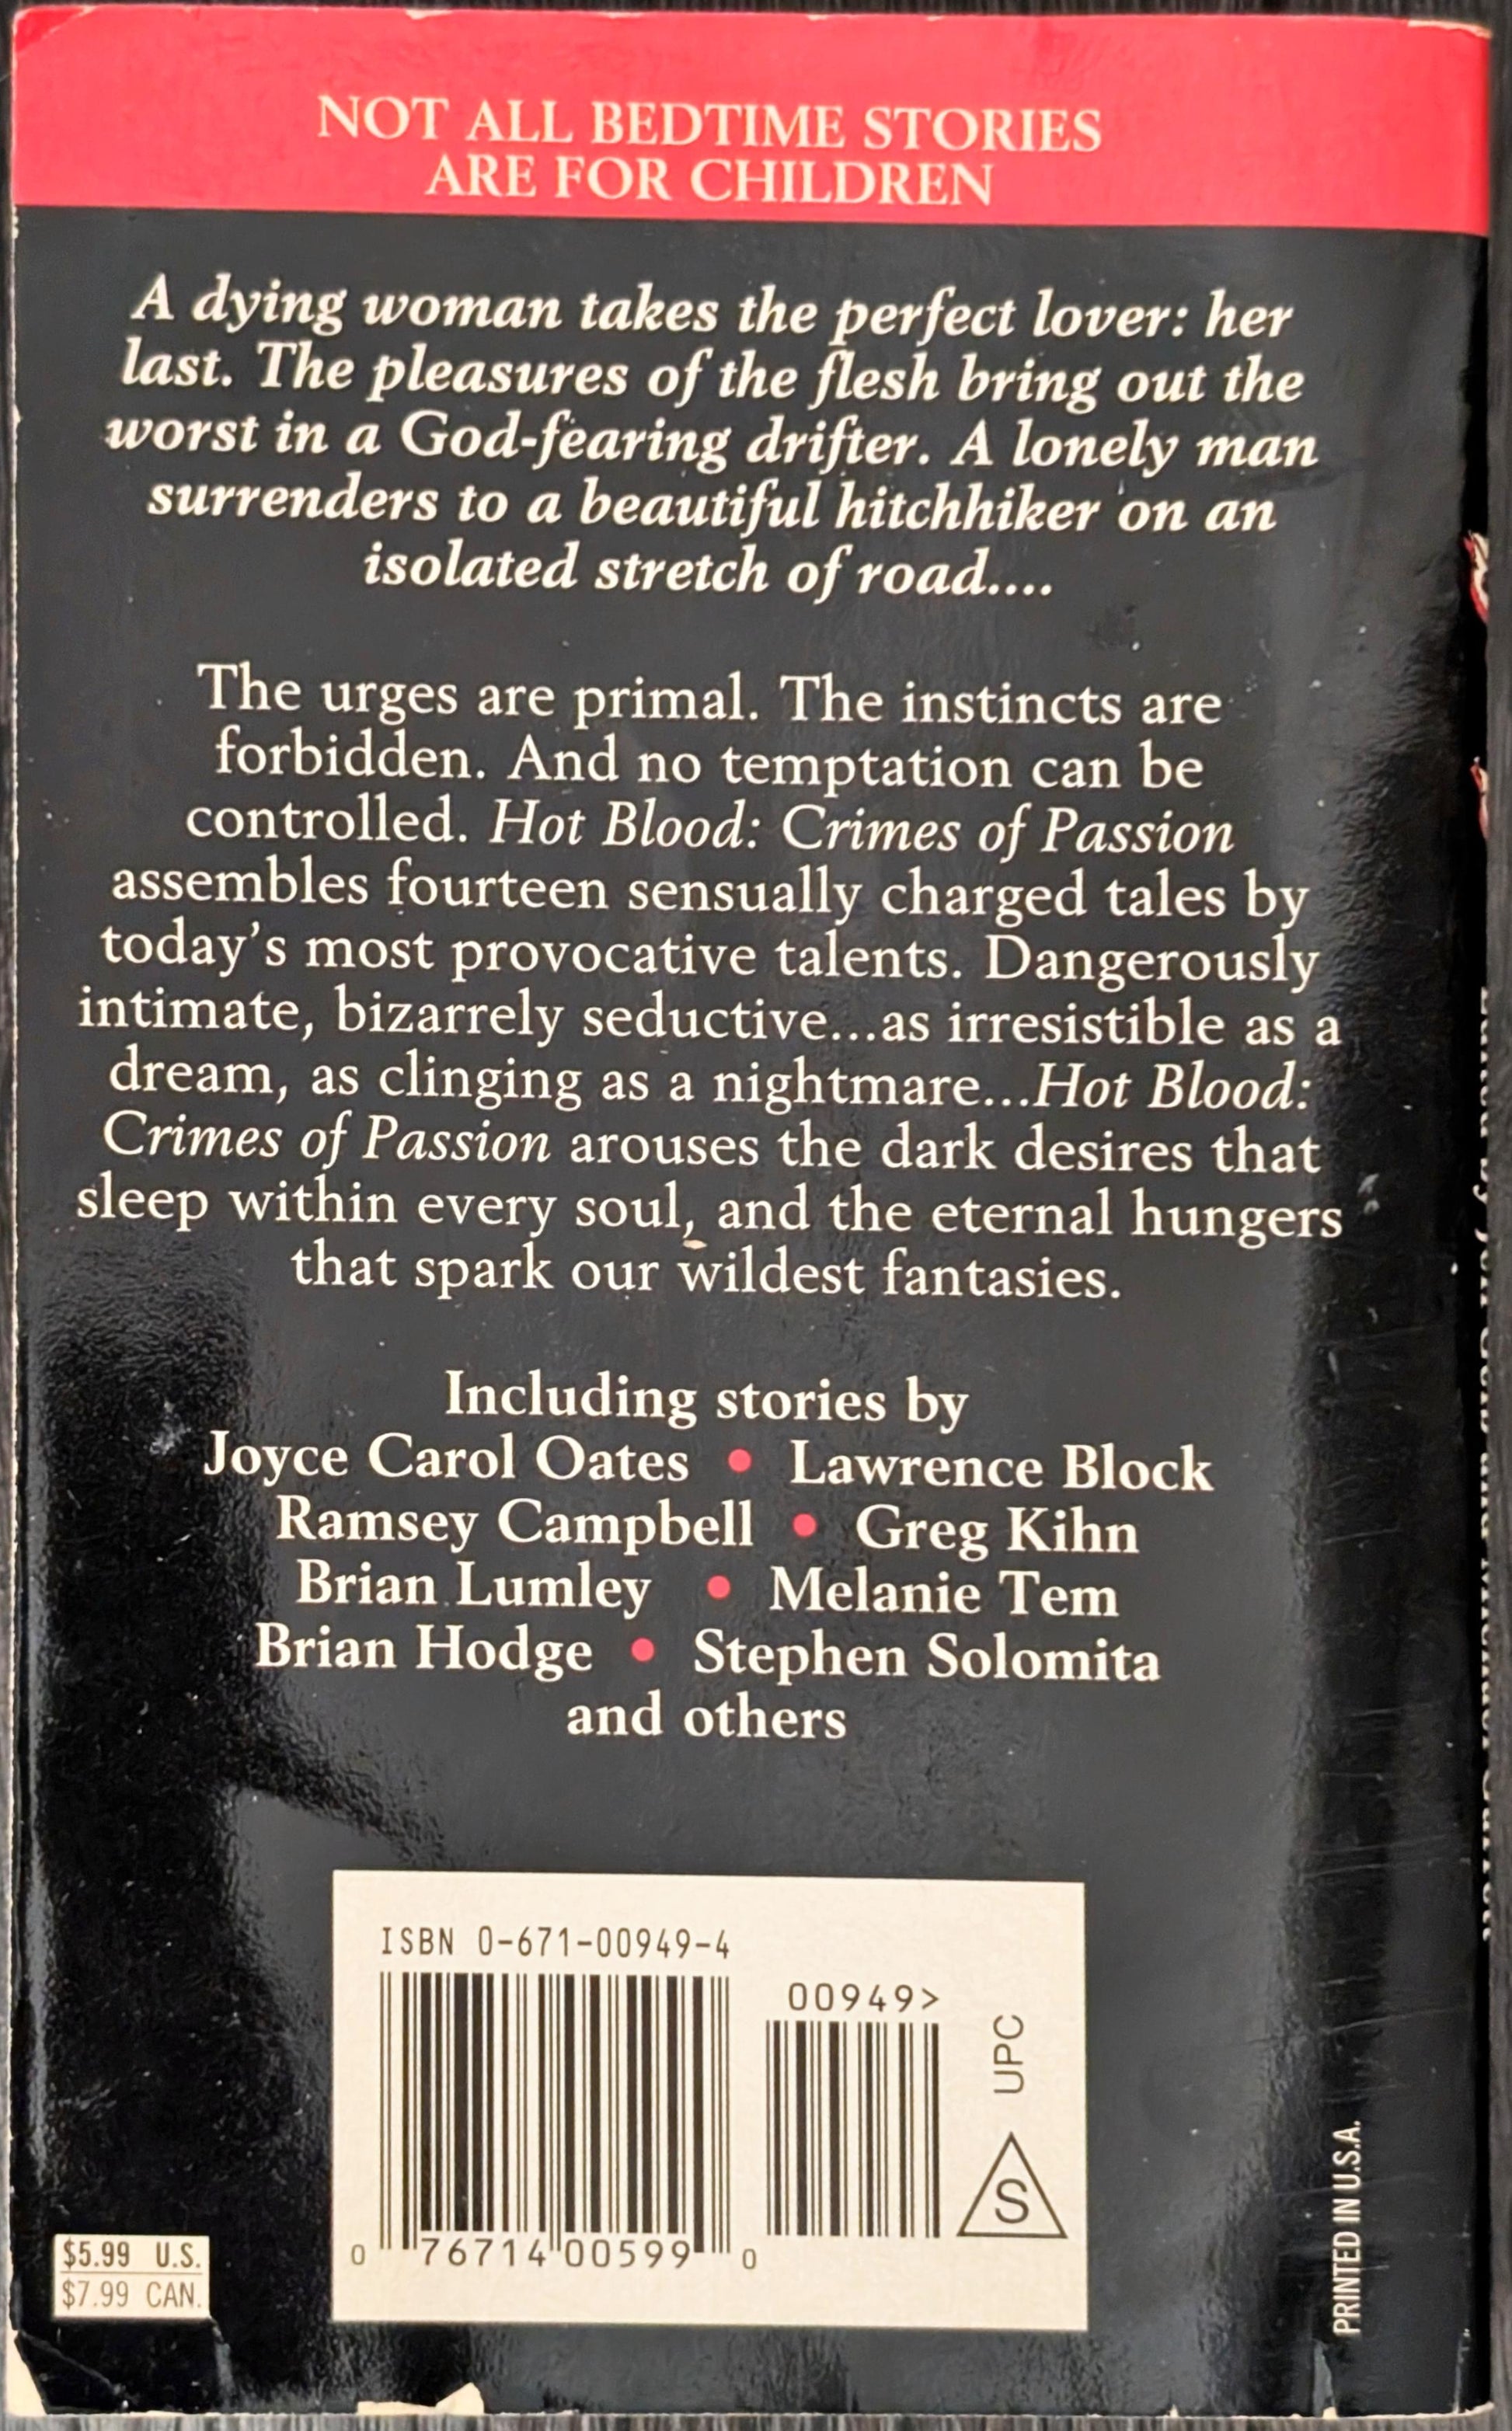 NOT ALL BEDTIME STORIES
ARE FOR CHILDREN
A dying woman takes the perfect lover: her
last. The pleasures of the flesh bring out the
worst in a God-fearing drifter. A lonely man
surrenders to a beautiful hitchhiker on an
isolated stretch of road....
The urges are primal. The instincts are
forbidden. And no temptation can be
controlled. Hot Blood: Crimes of Passion
assembles fourteen sensually charged tales by
today's most provocative talents. Dangerously
intimate, bizarrely seductive...as irresistible as a
dream, as clinging as a nightmare...Hot Blood:
Crimes of Passion arouses the dark desires that
sleep within every soul, and the eternal hungers
that spark our wildest fantasies.
Including stories by
Joyce Carol Oates • Lawrence Block
Ramsey Campbell • Greg Kihn
Brian Lumley • Melanie Tem
Brian Hodge • Stephen Solomita
and others
ISBN 0-671-00949-4
00949>
UPC
S
0 76714 00599 0
$5.99 U.S.
$7.99 CAN.
PRINTED IN U.S.A.